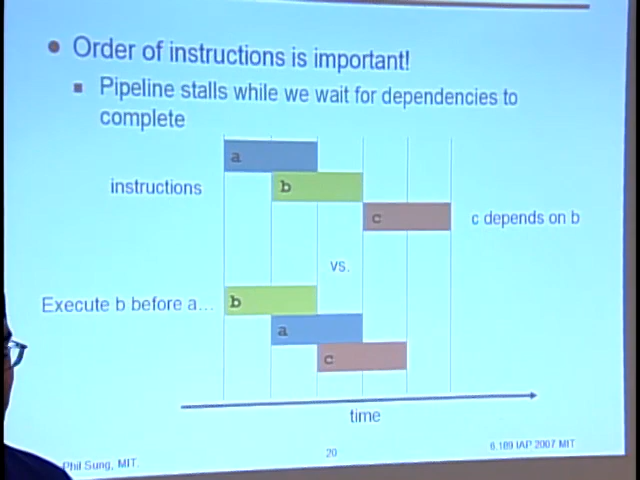 Order of instructions is important!
Pipeline stalls while we wait for dependencies to
complete
a
instructions
b
c
c depends on b
vs.
Execute b before a...
b
a
c
time
Phil Sung, MIT.
20
6.189 IAP 2007 MIT